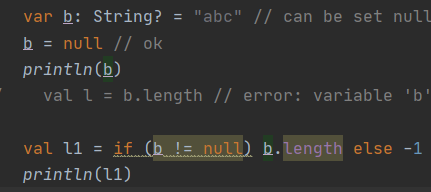 var b: String? = "abc" // can be set null
b = null // ok
println(b)
val l = b.length // error: variable 'b'
val l1 = if (b != null) b.length else -1
println(l1)